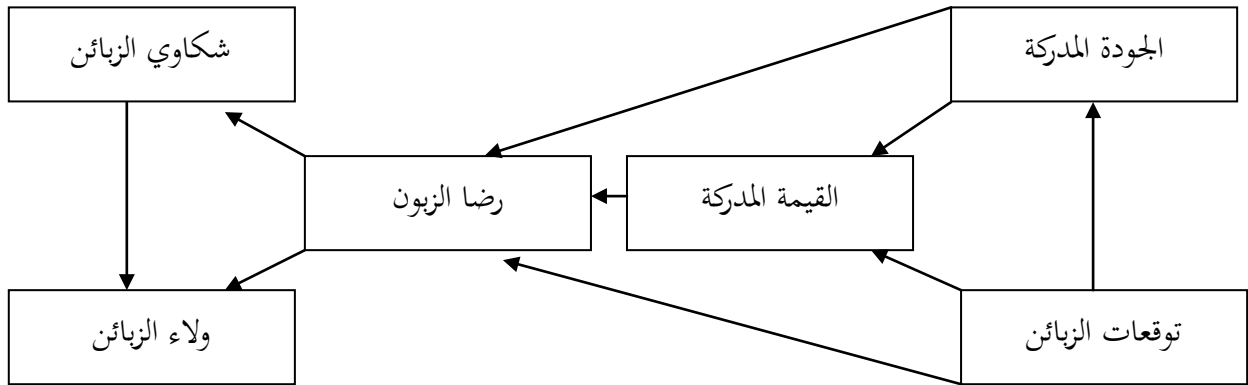 الجودة المدركة
شكاوي الزبائن
القيمة المدركة
رضا الزبون
توقعات الزبائن
ولاء الزبائن